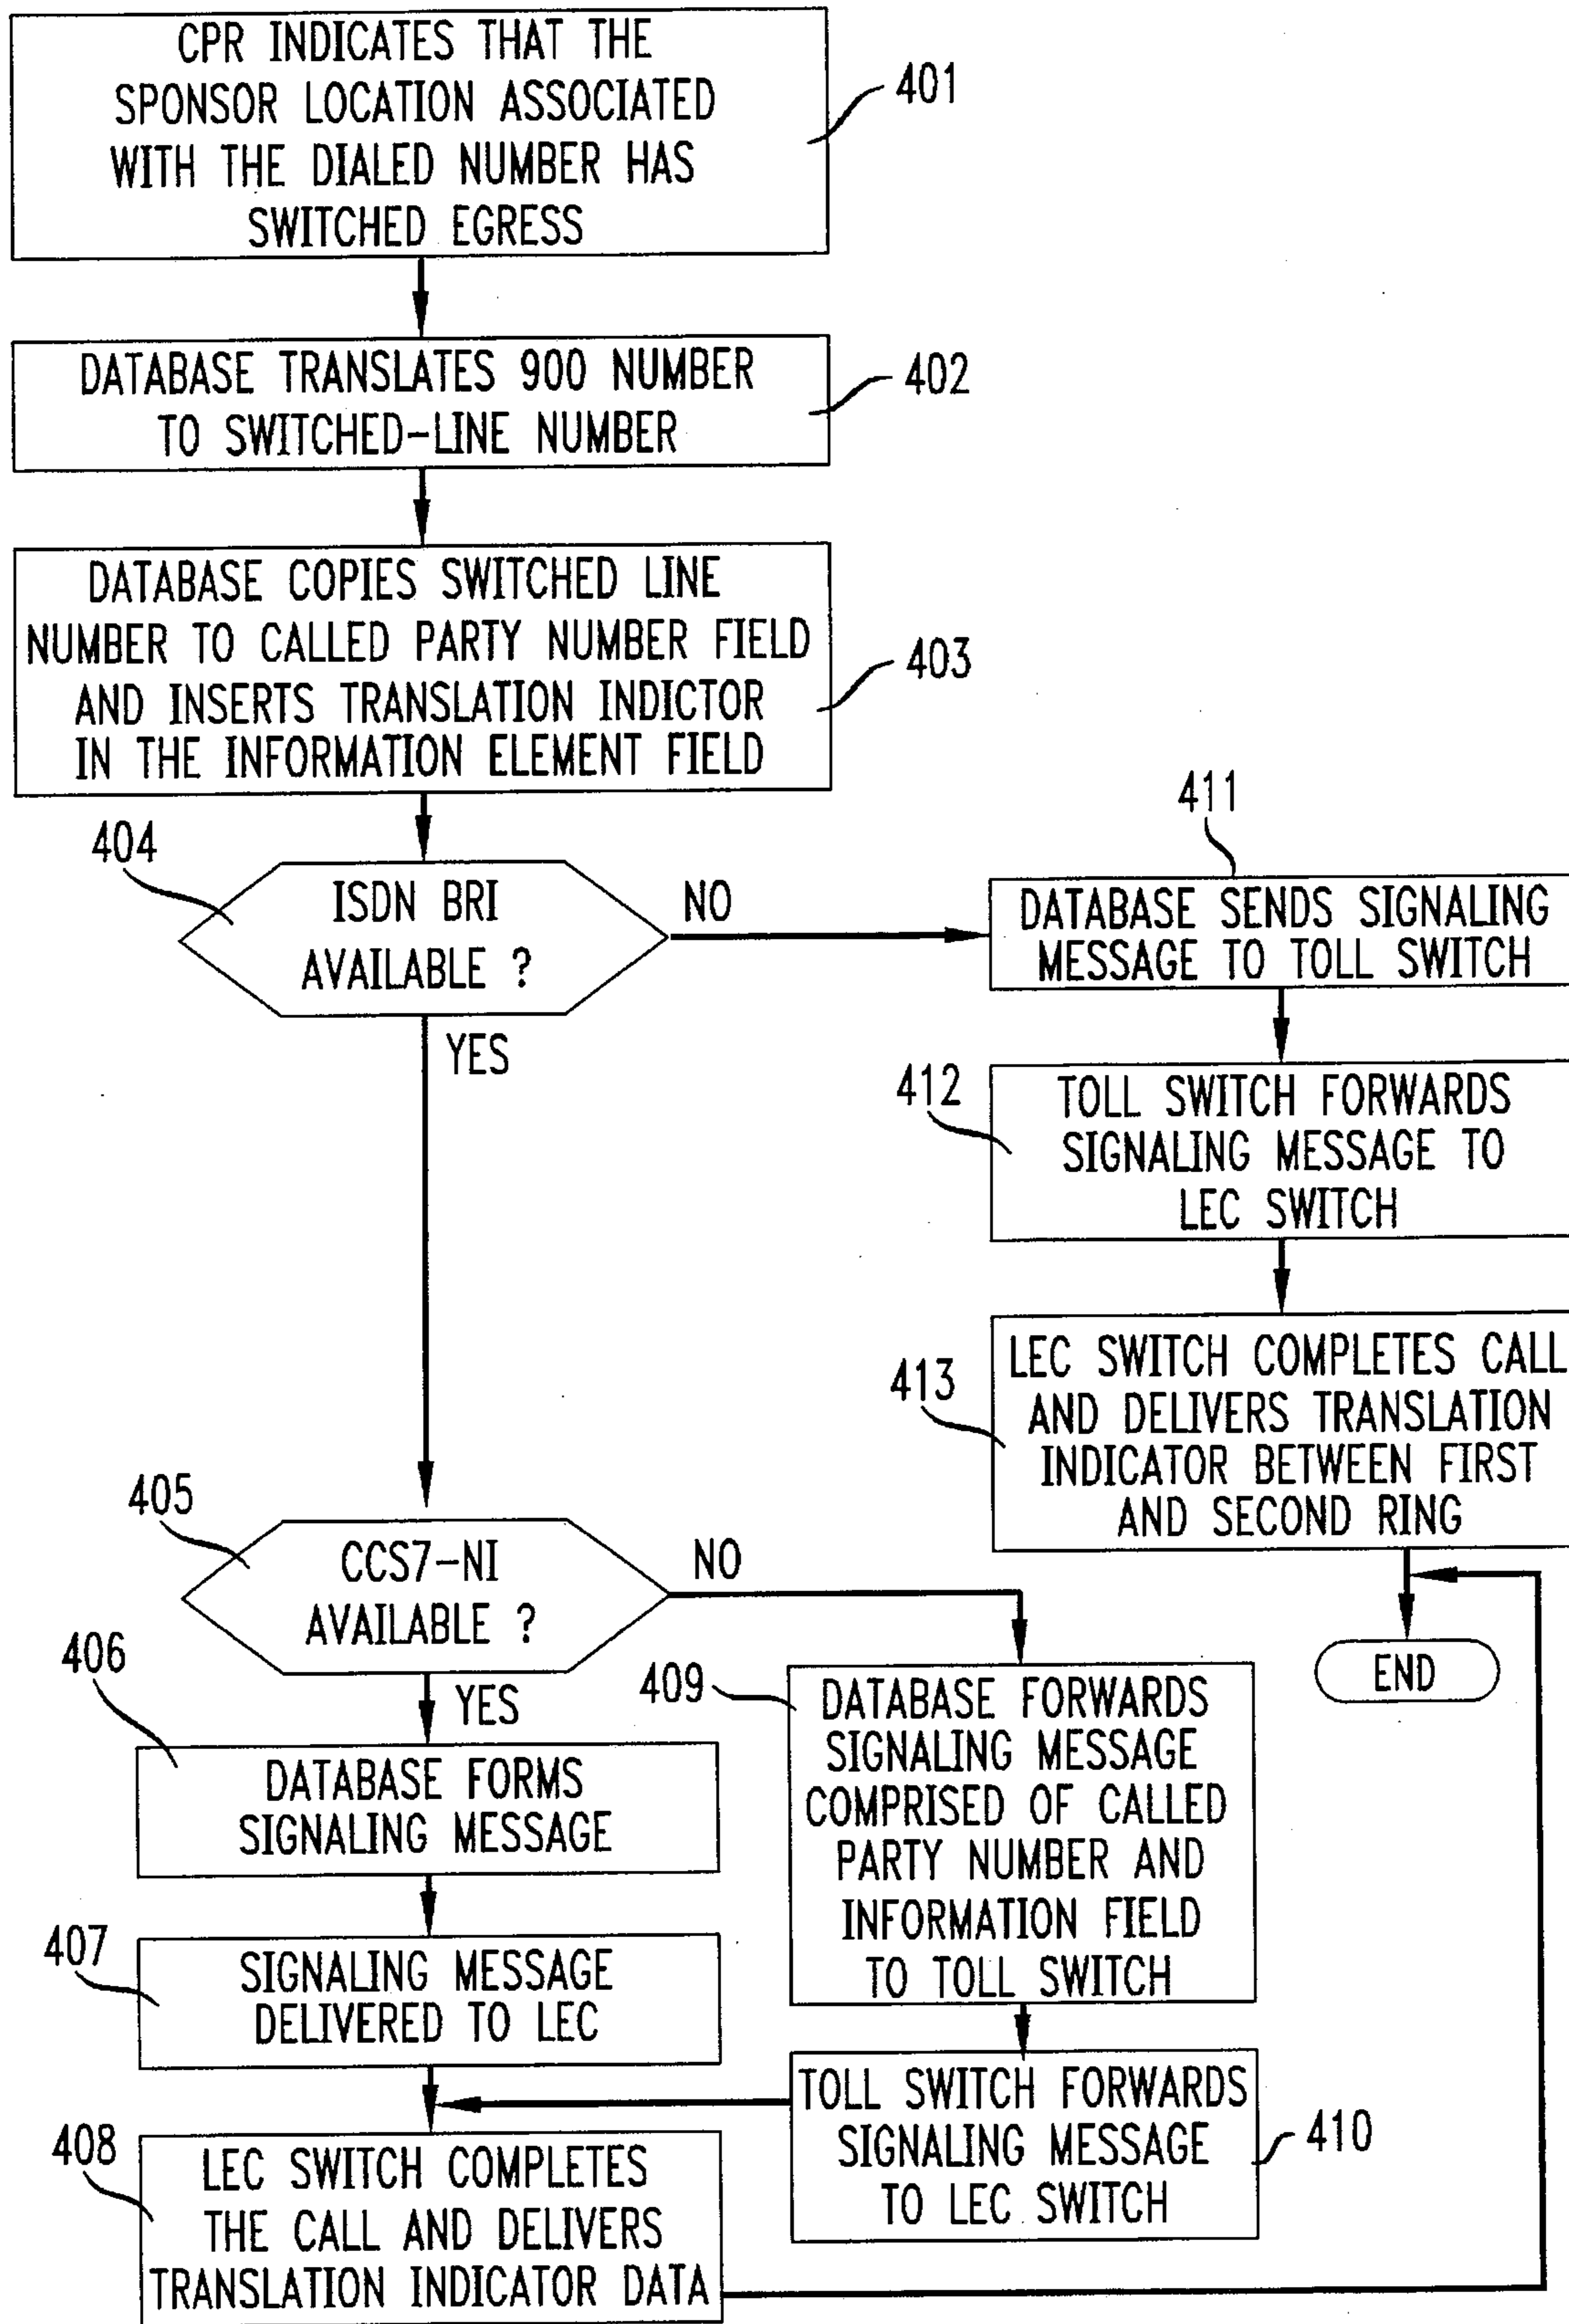 CPR INDICATES THAT THE
SPONSOR LOCATION ASSOCIATED
WITH THE DIALED NUMBER HAS
SWITCHED EGRESS
401
DATABASE TRANSLATES 900 NUMBER
TO SWITCHED-LINE NUMBER
402
DATABASE COPIES SWITCHED LINE
NUMBER TO CALLED PARTY NUMBER FIELD
AND INSERTS TRANSLATION INDICTOR
IN THE INFORMATION ELEMENT FIELD
403
404
ISDN BRI
AVAILABLE ?
NO
YES
411
DATABASE SENDS SIGNALING
MESSAGE TO TOLL SWITCH
412
TOLL SWITCH FORWARDS
SIGNALING MESSAGE TO
LEC SWITCH
413
LEC SWITCH COMPLETES CALL
AND DELIVERS TRANSLATION
INDICATOR BETWEEN FIRST
AND SECOND RING
END
405
CCS7-NI
AVAILABLE ?
NO
YES
406
DATABASE FORMS
SIGNALING MESSAGE
407
SIGNALING MESSAGE
DELIVERED TO LEC
409
DATABASE FORWARDS
SIGNALING MESSAGE
COMPRISED OF CALLED
PARTY NUMBER AND
INFORMATION FIELD
TO TOLL SWITCH
TOLL SWITCH FORWARDS
SIGNALING MESSAGE
TO LEC SWITCH
410
408
LEC SWITCH COMPLETES
THE CALL AND DELIVERS
TRANSLATION INDICATOR DATA